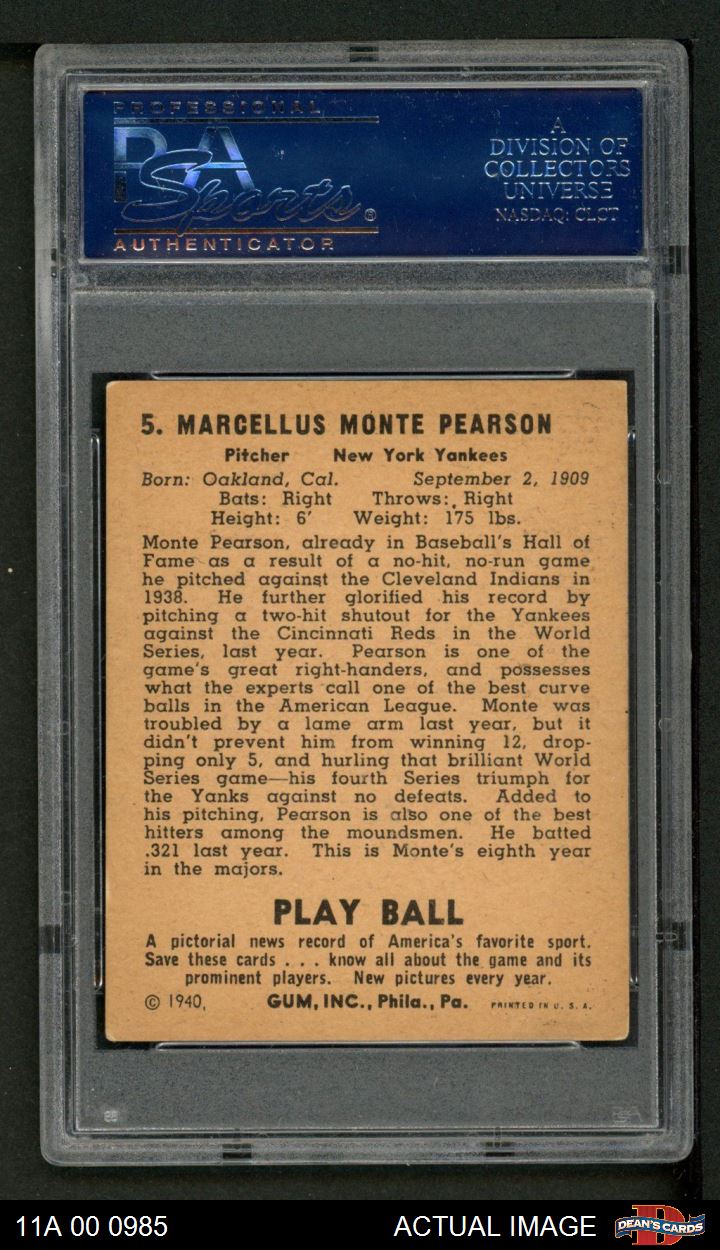 PROFESSIONAL
PSA
Sports®
AUTHENTICATOR
A
DIVISION OF
COLLECTORS
UNIVERSE
NASDAQ: CLCT
5. MARCELLUS MONTE PEARSON
Pitcher New York Yankees
Born: Oakland, Cal. September 2, 1909
Bats: Right Throws: Right
Height: 6' Weight: 175 lbs.
Monte Pearson, already in Baseball's Hall of
Fame as a result of a no-hit, no-run game
he pitched against the Cleveland Indians in
1938. He further glorified his record by
pitching a two-hit shutout for the Yankees
against the Cincinnati Reds in the World
Series, last year. Pearson is one of the
game's great right-handers, and possesses
what the experts call one of the best curve
balls in the American League. Monte was
troubled by a lame arm last year, but it
didn't prevent him from winning 12, drop-
ping only 5, and hurling that brilliant World
Series game—his fourth Series triumph for
the Yanks against no defeats. Added to
his pitching, Pearson is also one of the best
hitters among the moundsmen. He batted
.321 last year. This is Monte's eighth year
in the majors.
PLAY BALL
A pictorial news record of America's favorite sport.
Save these cards . . . know all about the game and its
prominent players. New pictures every year.
© 1940, GUM, INC., Phila., Pa. PRINTED IN U. S. A.
PSA
11A 00 0985 ACTUAL IMAGE D DEAN'S CARDS